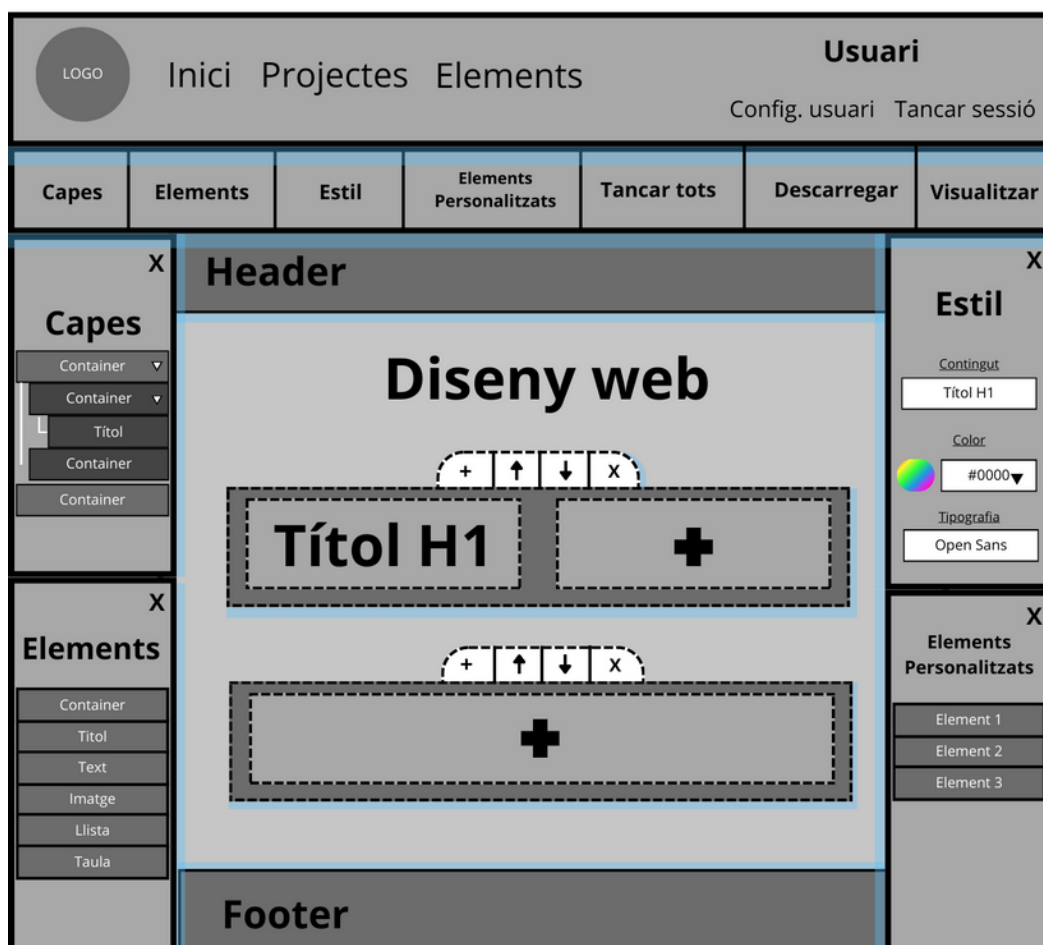 LOGO
Inici Projectes Elements
Usuari
Config. usuari Tancar sessió
Capes
Elements
Estil
Elements
Personalitzats
Tancar tots
Descarregar
Visualitzar
X
Capes
Container
Container
Títol
Container
Container
X
Elements
Container
Titol
Text
Imatge
Llista
Taula
Header
Diseny web
+ X
Títol H1
+ X
Footer
X
Estil
Contingut
Títol H1
Color
#0000
Tipografia
Open Sans
X
Elements
Personalitzats
Element 1
Element 2
Element 3